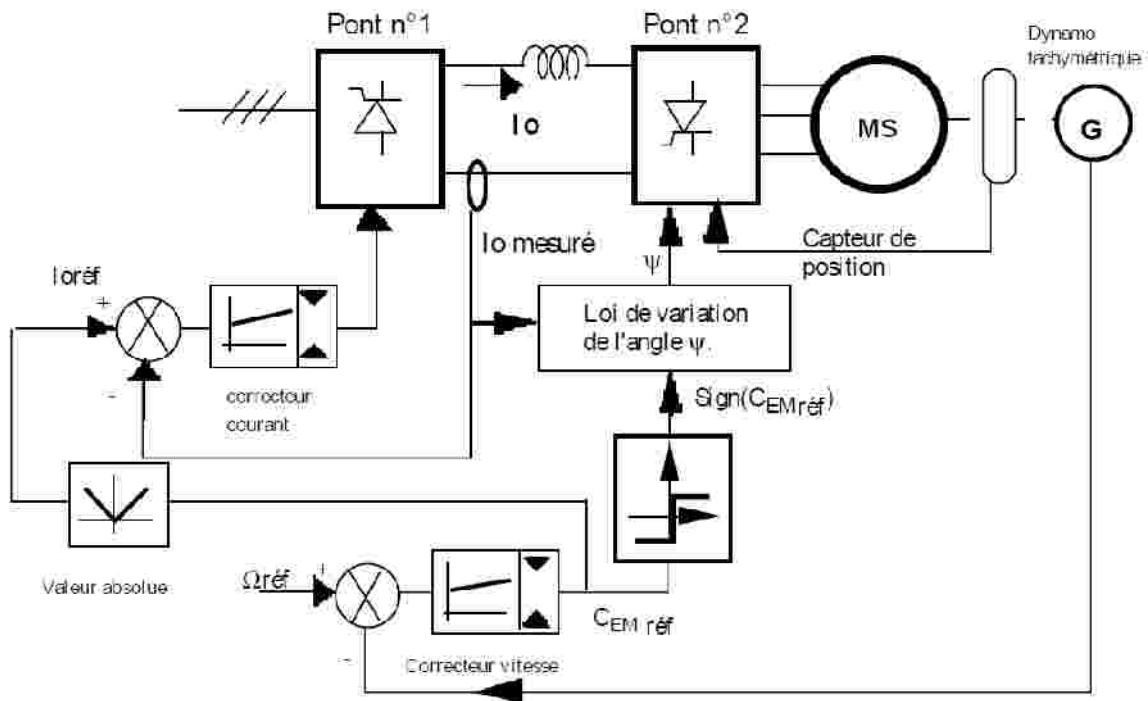 Pont n°1
Pont n°2
Dynamo
tachymétrique
Io
MS
G
Io mesuré
Capteur de
position
Ψ
Ioréf
+
-
Loi de variation
de l'angle ψ.
correcteur
courant
Sign(CEMréf)
Valeur absolue
Ωréf
+
-
CEM réf
Correcteur vitesse